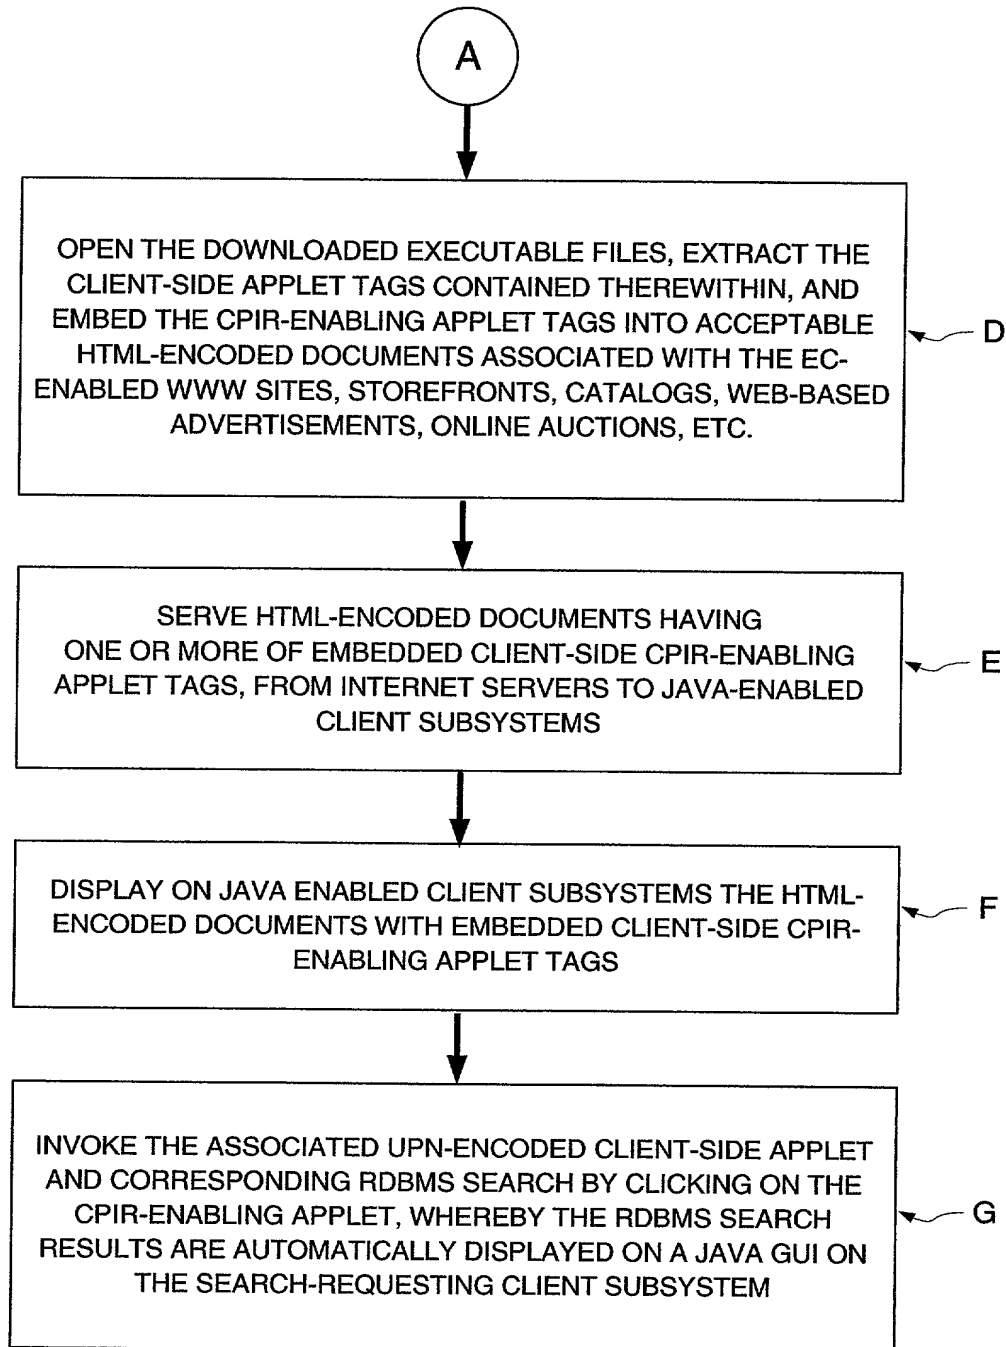 A
OPEN THE DOWNLOADED EXECUTABLE FILES, EXTRACT THE
CLIENT-SIDE APPLET TAGS CONTAINED THEREWITHIN, AND
EMBED THE CPIR-ENABLING APPLET TAGS INTO ACCEPTABLE
HTML-ENCODED DOCUMENTS ASSOCIATED WITH THE EC-
ENABLED WWW SITES, STOREFRONTS, CATALOGS, WEB-BASED
ADVERTISEMENTS, ONLINE AUCTIONS, ETC.
D
SERVE HTML-ENCODED DOCUMENTS HAVING
ONE OR MORE OF EMBEDDED CLIENT-SIDE CPIR-ENABLING
APPLET TAGS, FROM INTERNET SERVERS TO JAVA-ENABLED
CLIENT SUBSYSTEMS
E
DISPLAY ON JAVA ENABLED CLIENT SUBSYSTEMS THE HTML-
ENCODED DOCUMENTS WITH EMBEDDED CLIENT-SIDE CPIR-
ENABLING APPLET TAGS
F
INVOKE THE ASSOCIATED UPN-ENCODED CLIENT-SIDE APPLET
AND CORRESPONDING RDBMS SEARCH BY CLICKING ON THE
CPIR-ENABLING APPLET, WHEREBY THE RDBMS SEARCH
RESULTS ARE AUTOMATICALLY DISPLAYED ON A JAVA GUI ON
THE SEARCH-REQUESTING CLIENT SUBSYSTEM
G